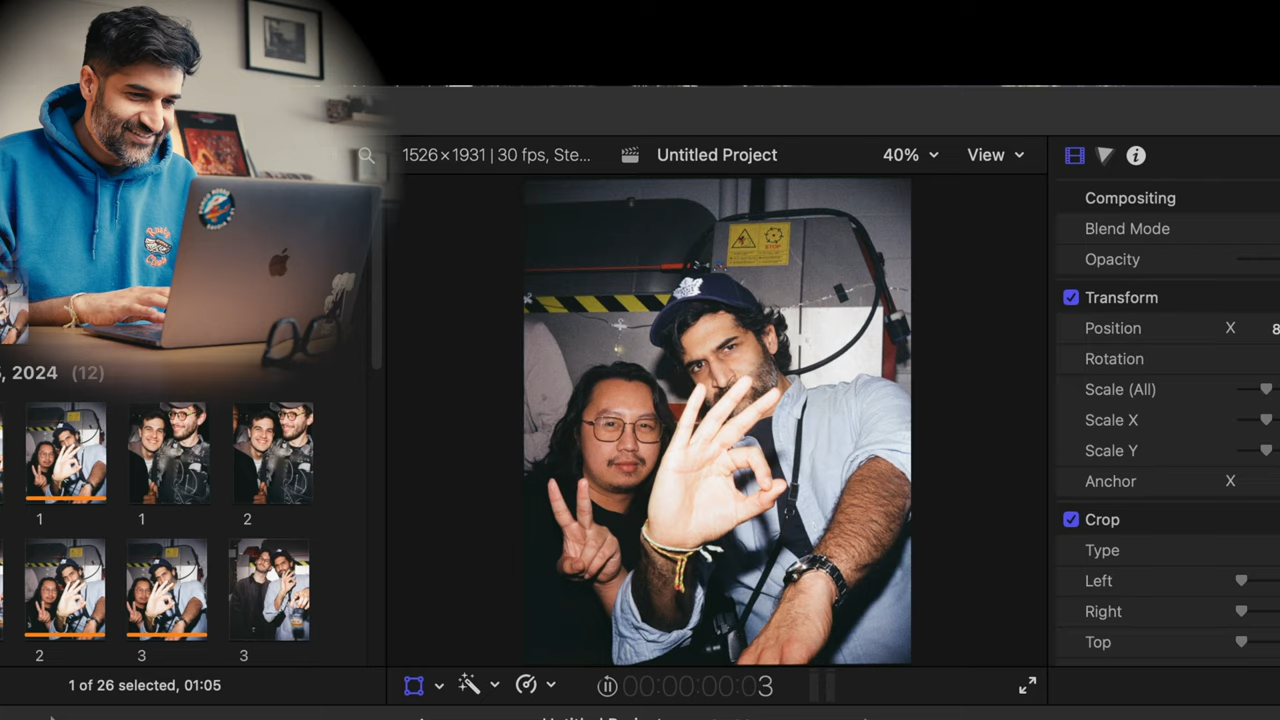 1526×1931 | 30 fps, Ste...
Untitled Project
40%
View
Compositing
Blend Mode
Opacity
Transform
Position X 8
Rotation
Scale (All)
Scale X
Scale Y
Anchor X
Crop
Type
Left
Right
Top
, 2024 (12)
1 1 2
2 3 3
1 of 26 selected, 01:05
00:00:00:03
STOP